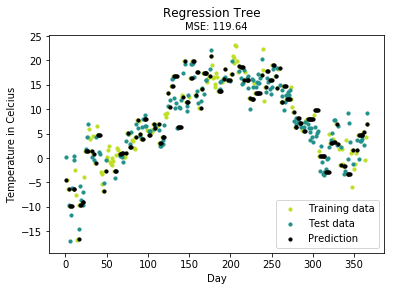 Regression Tree
MSE: 119.64
Temperature in Celcius
25
20
15
10
5
0
−5
−10
−15
0 50 100 150 200 250 300 350
Day
Training data
Test data
Prediction